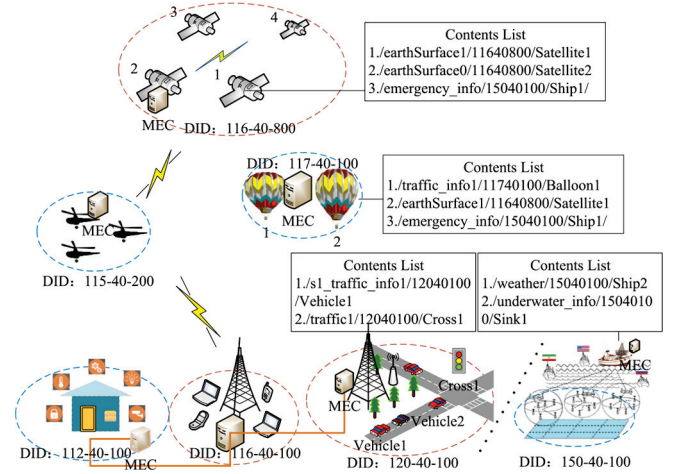 3
4
2
1
MEC
DID: 116-40-800
Contents List
1./earthSurface1/11640800/Satellite1
2./earthSurface0/11640800/Satellite2
3./emergency_info/15040100/Ship1/
DID: 117-40-100
MEC
1
2
Contents List
1./traffic_info1/11740100/Balloon1
2./earthSurface1/11640800/Satellite1
3./emergency_info/15040100/Ship1/
MEC
DID: 115-40-200
Contents List
1./s1_traffic_info1/12040100
/Vehicle1
2./traffic1/12040100/Cross1
Contents List
1./weather/15040100/Ship2
2./underwater_info/1504010
0/Sink1
MEC
Cross1
MEC
Vehicle2
Vehicle1
DID: 112-40-100
MEC
DID: 116-40-100
DID: 120-40-100
DID: 150-40-100